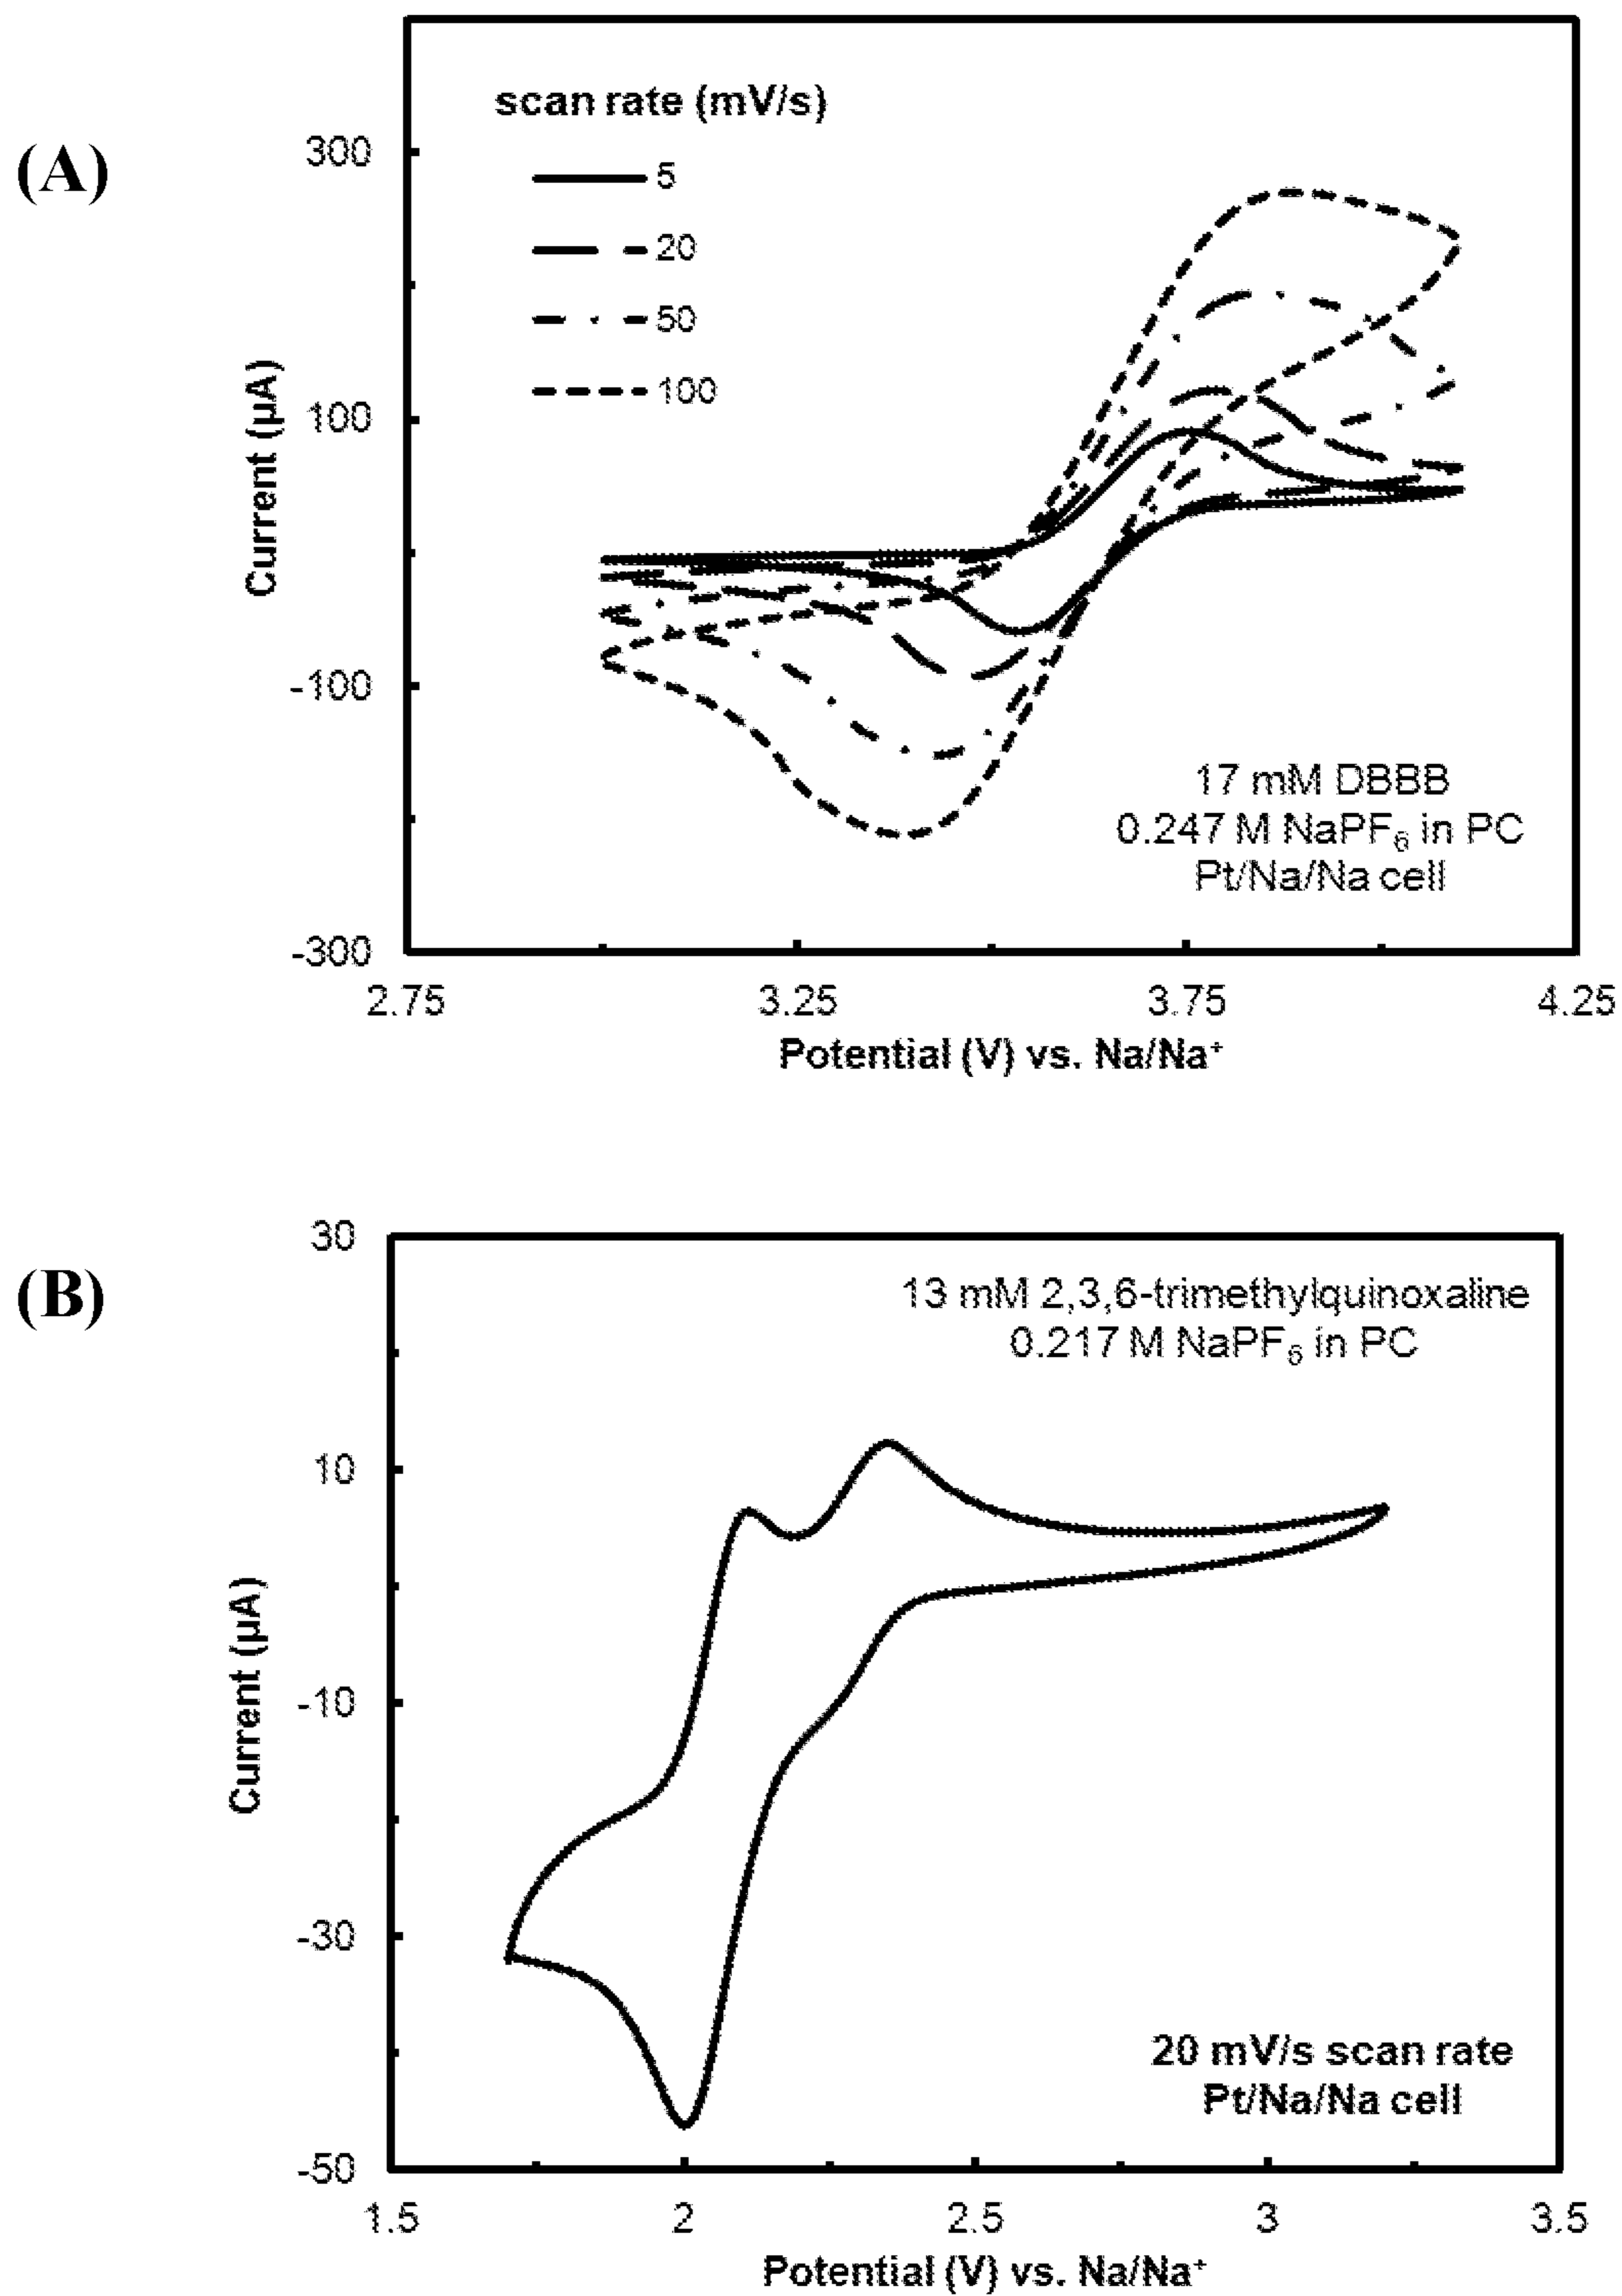 (A)
scan rate (mV/s)
5
20
50
100
300
100
-100
-300
Current (µA)
17 mM DBBB
0.247 M NaPF₆ in PC
Pt/Na/Na cell
2.75
3.25
3.75
4.25
Potential (V) vs. Na/Na⁺
(B)
30
10
-10
-30
-50
Current (µA)
13 mM 2,3,6-trimethylquinoxaline
0.217 M NaPF₆ in PC
20 mV/s scan rate
Pt/Na/Na cell
1.5
2
2.5
3
3.5
Potential (V) vs. Na/Na⁺